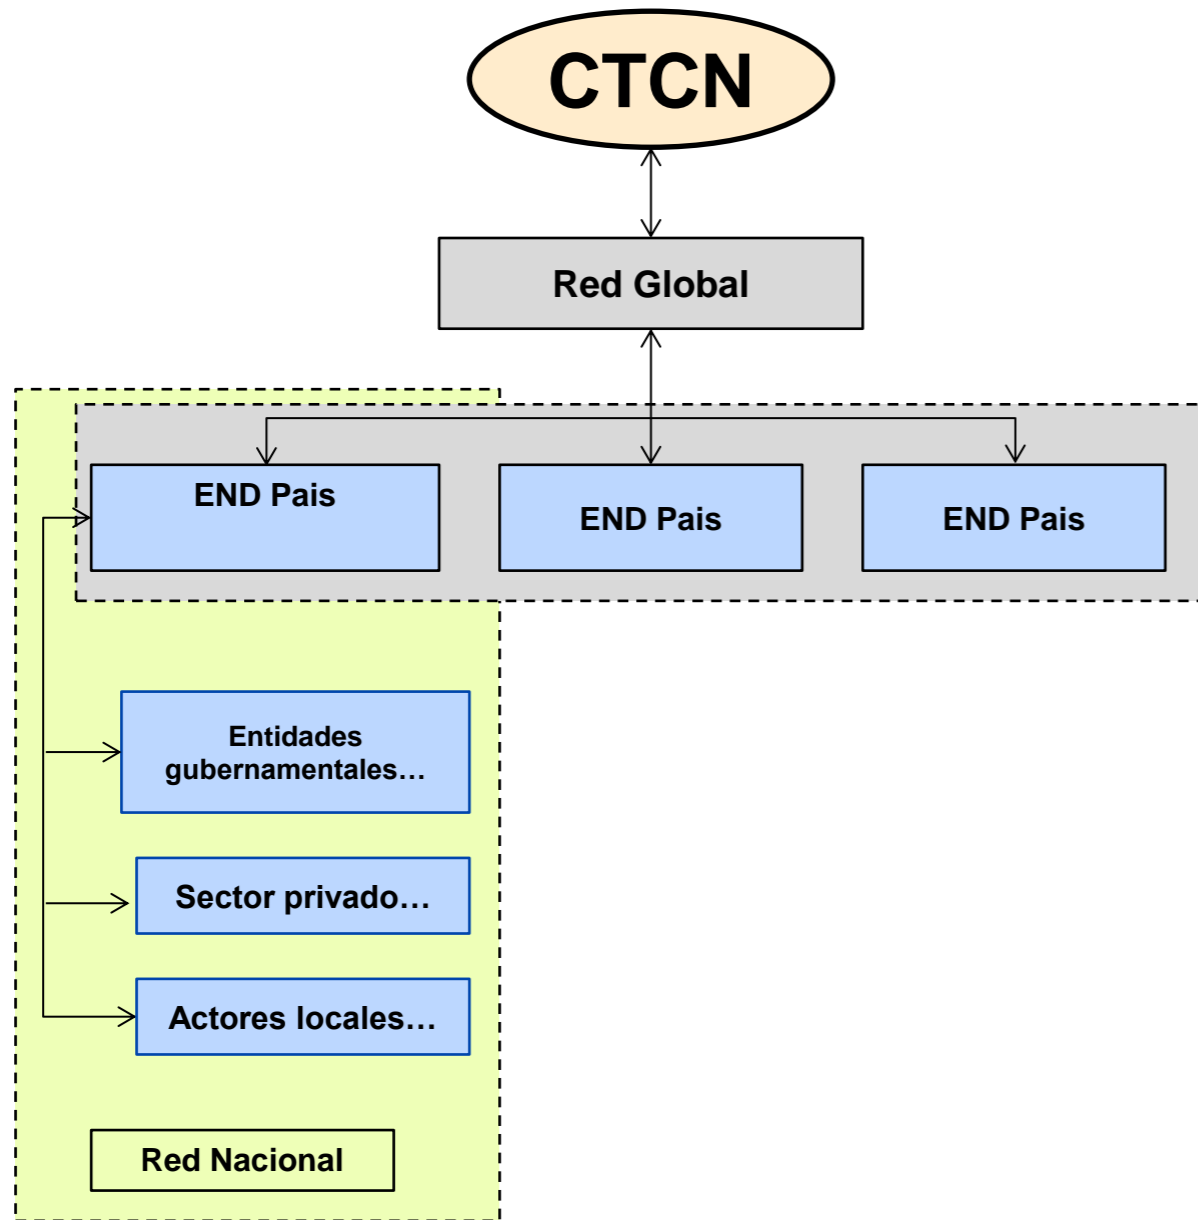 CTCN
Red Global
END Pais
END Pais
END Pais
Entidades
gubernamentales…
Sector privado…
Actores locales…
Red Nacional